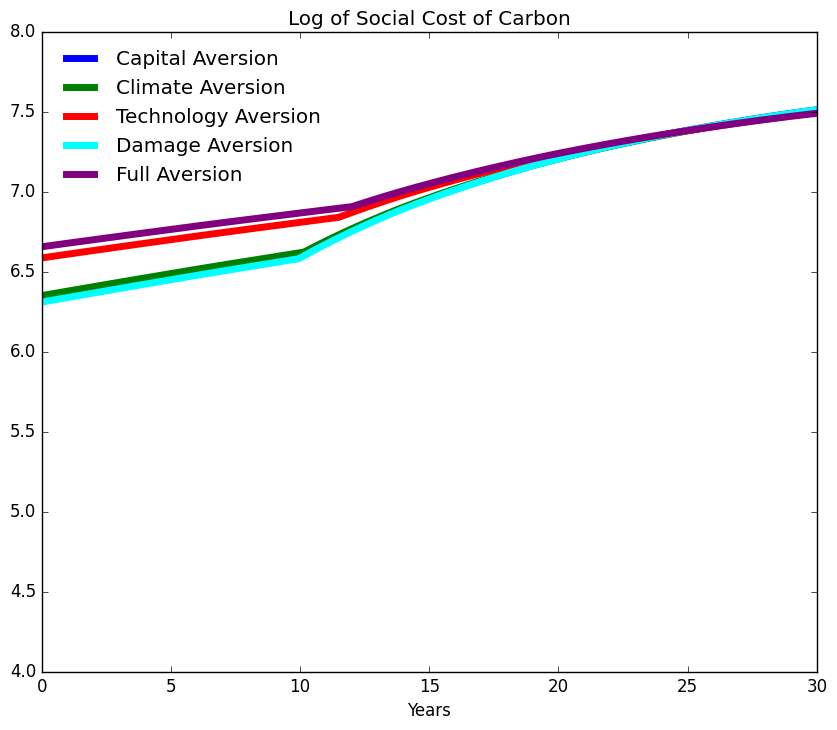 Log of Social Cost of Carbon
8.0
7.5
7.0
6.5
6.0
5.5
5.0
4.5
4.0
Capital Aversion
Climate Aversion
Technology Aversion
Damage Aversion
Full Aversion
0 5 10 15 20 25 30
Years